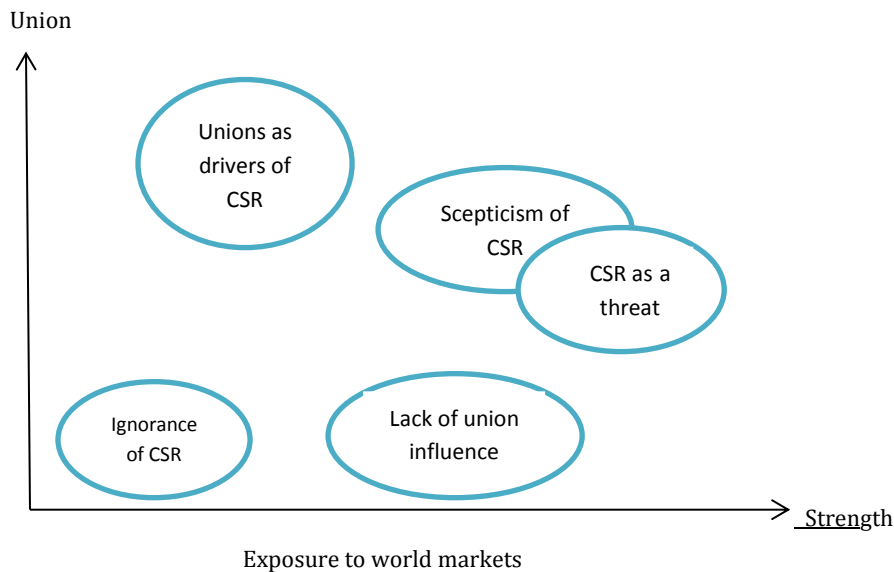 Union
Unions as
drivers of
CSR
Scepticism of
CSR
CSR as a
threat
Ignorance
of CSR
Lack of union
influence
Strength
Exposure to world markets